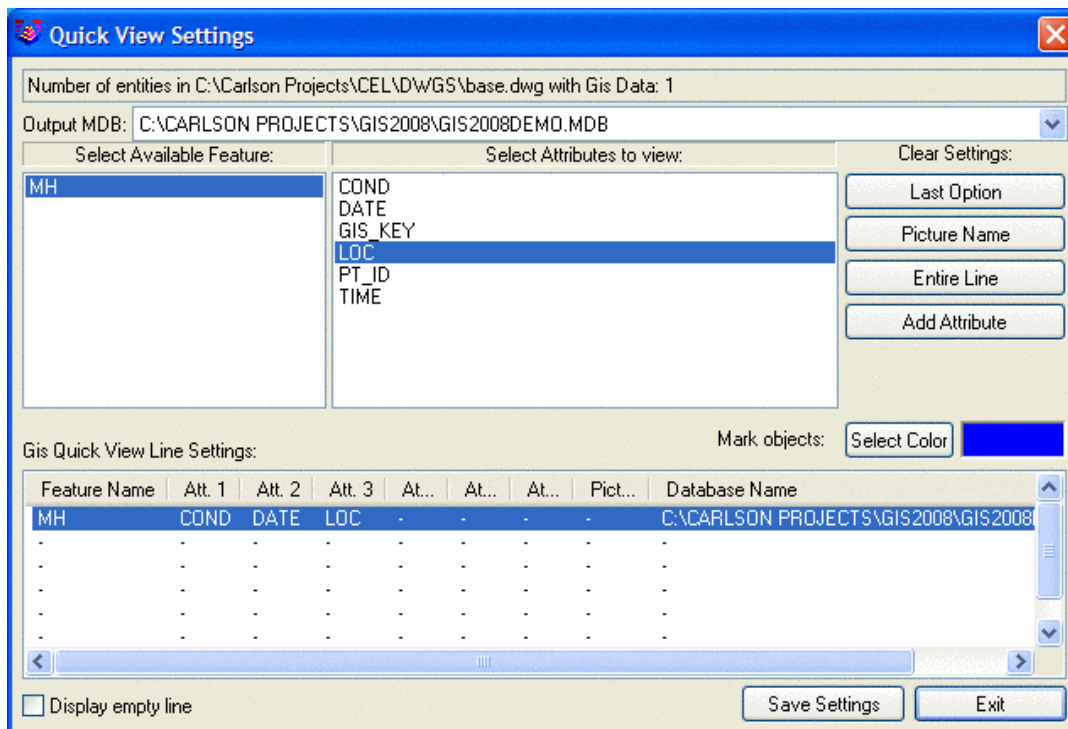 Quick View Settings
Number of entities in C:\Carlson Projects\CEL\DWGS\base.dwg with Gis Data: 1
Output MDB: C:\CARLSON PROJECTS\GIS2008\GIS2008DEMO.MDB
Select Available Feature: Select Attributes to view: Clear Settings:
MH
COND
DATE
GIS_KEY
LOC
PT_ID
TIME
Last Option
Picture Name
Entire Line
Add Attribute
Mark objects: Select Color
Gis Quick View Line Settings:
Feature Name Att. 1 Att. 2 Att. 3 At... At... At... Pict... Database Name
MH COND DATE LOC - - - - C:\CARLSON PROJECTS\GIS2008\GIS2008
- - - - - - - - -
- - - - - - - - -
- - - - - - - - -
- - - - - - - - -
- - - - - - - - -
Display empty line Save Settings Exit